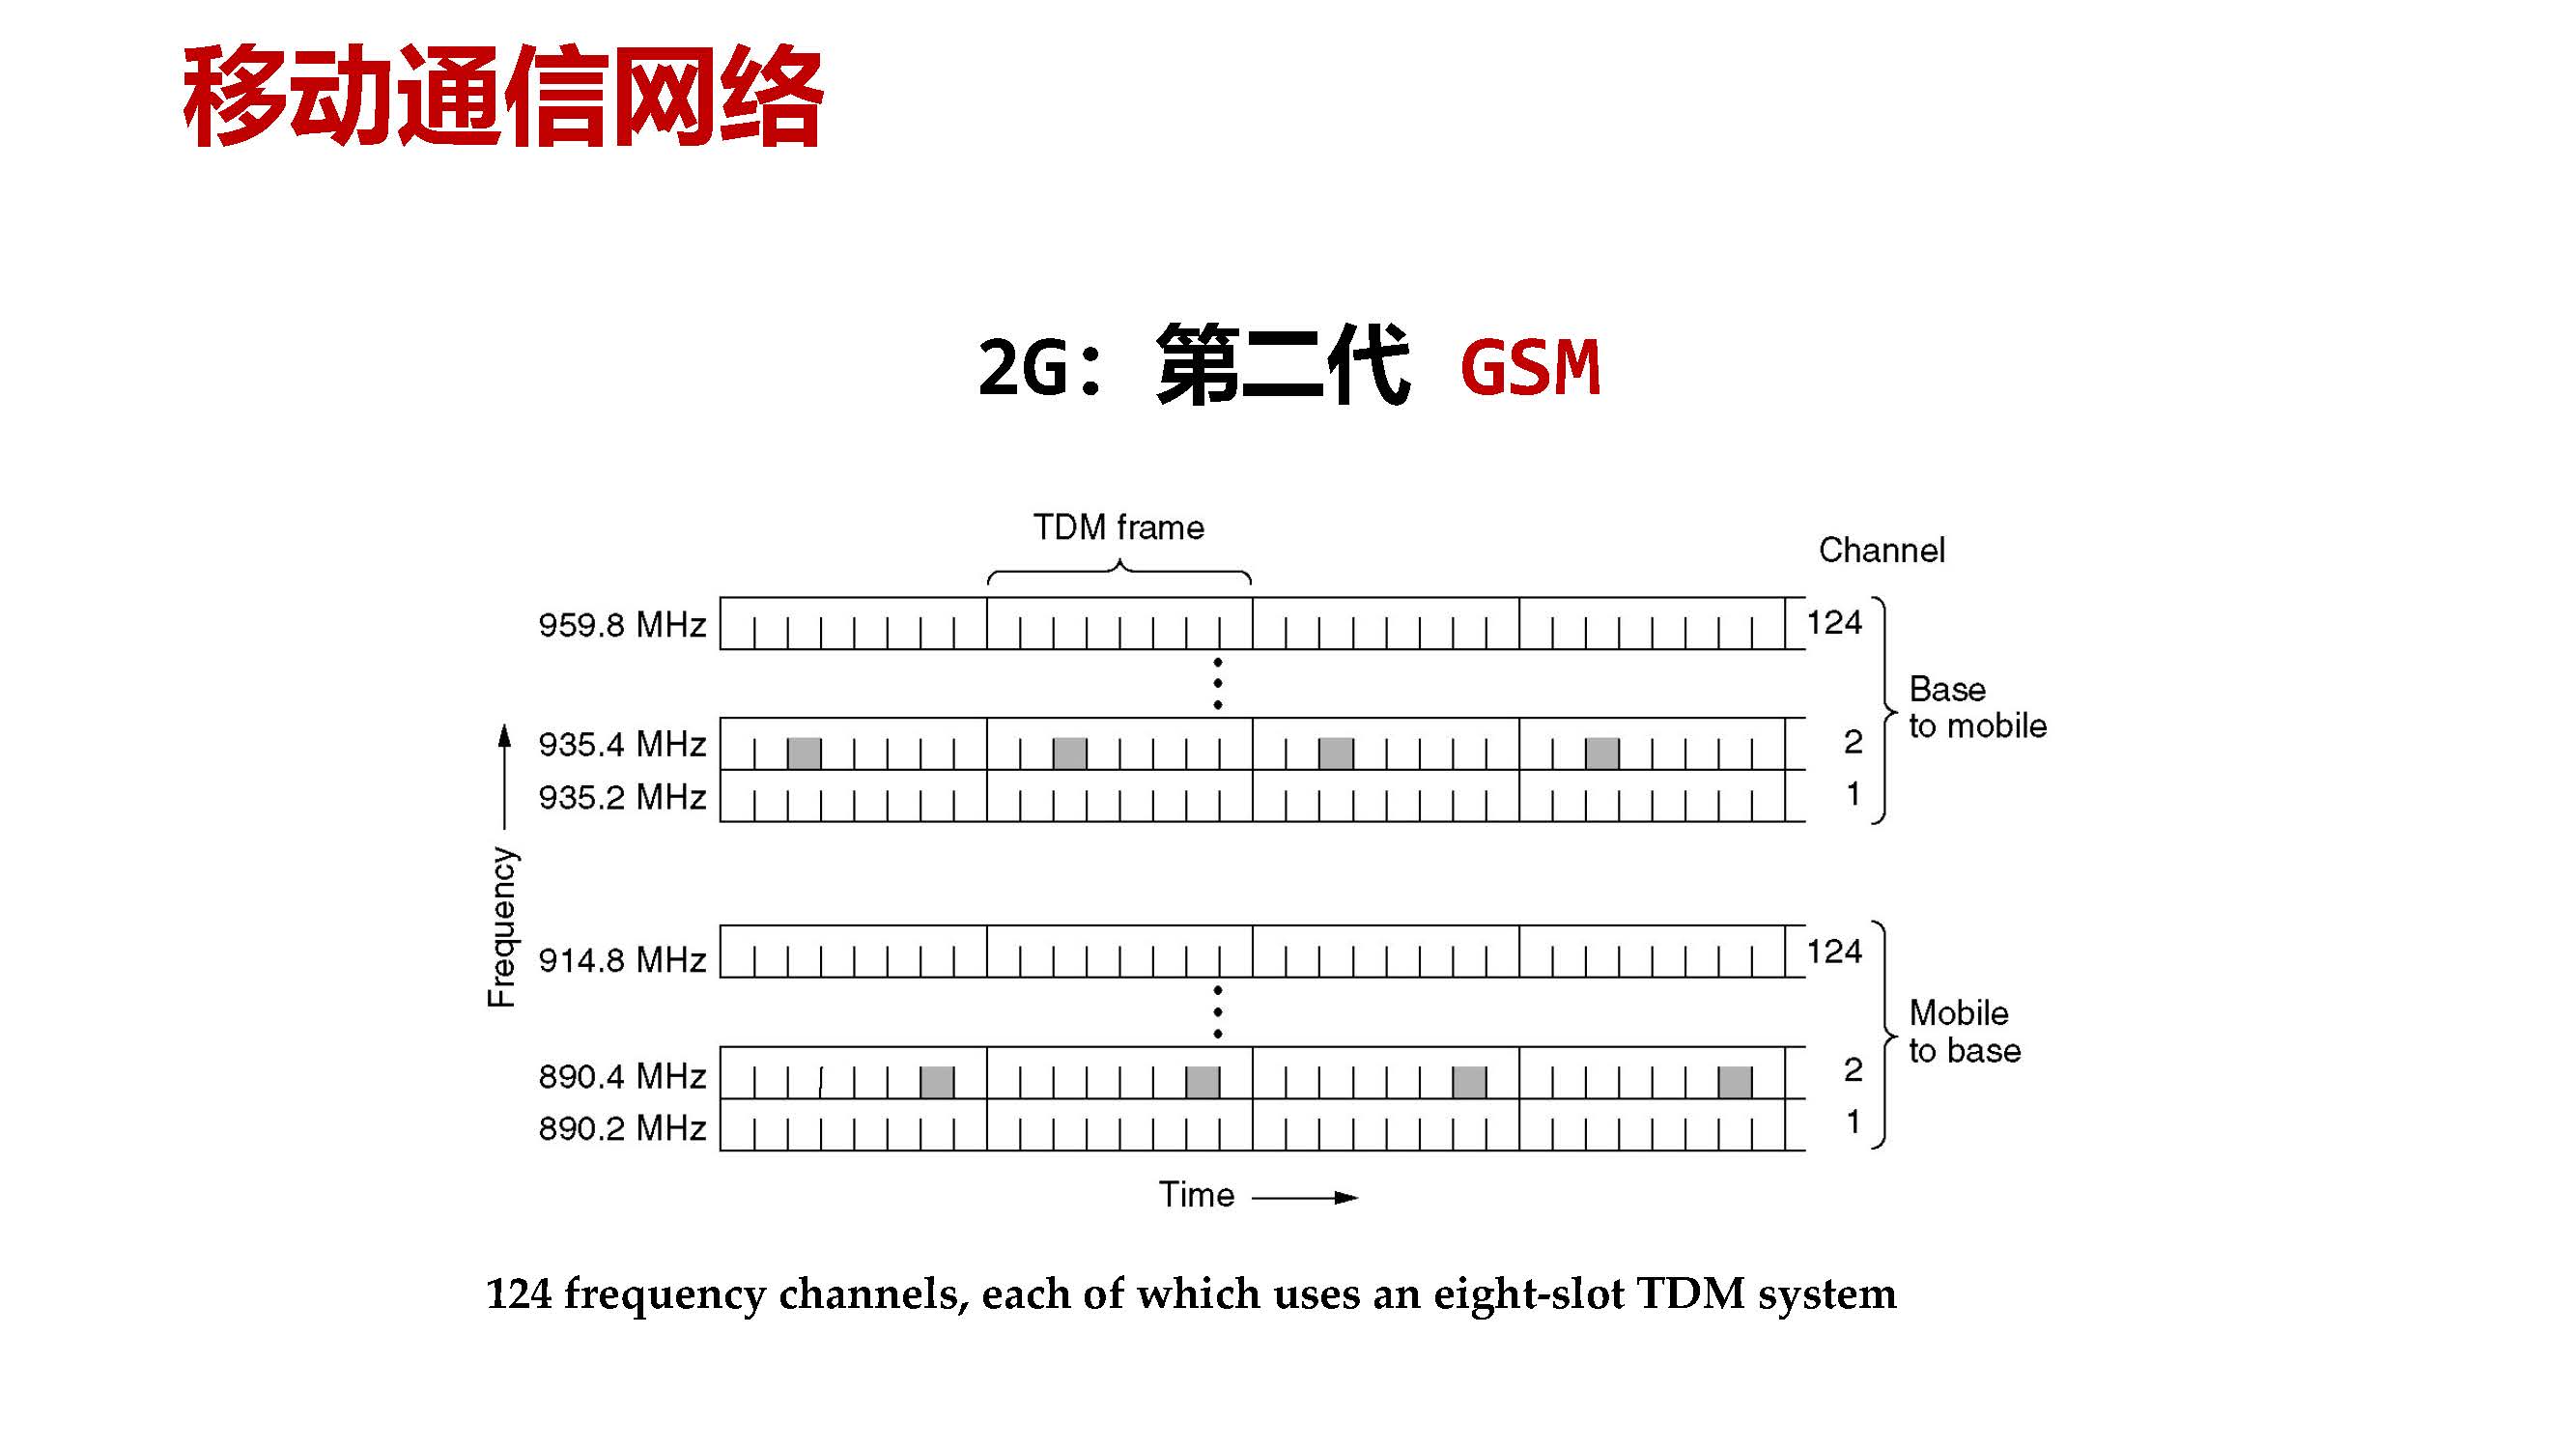 移动通信网络
2G：第二代 GSM
TDM frame
Channel
959.8 MHz
124
935.4 MHz
2
935.2 MHz
1
Base
to mobile
Frequency
914.8 MHz
124
890.4 MHz
2
890.2 MHz
1
Mobile
to base
Time
124 frequency channels, each of which uses an eight-slot TDM system